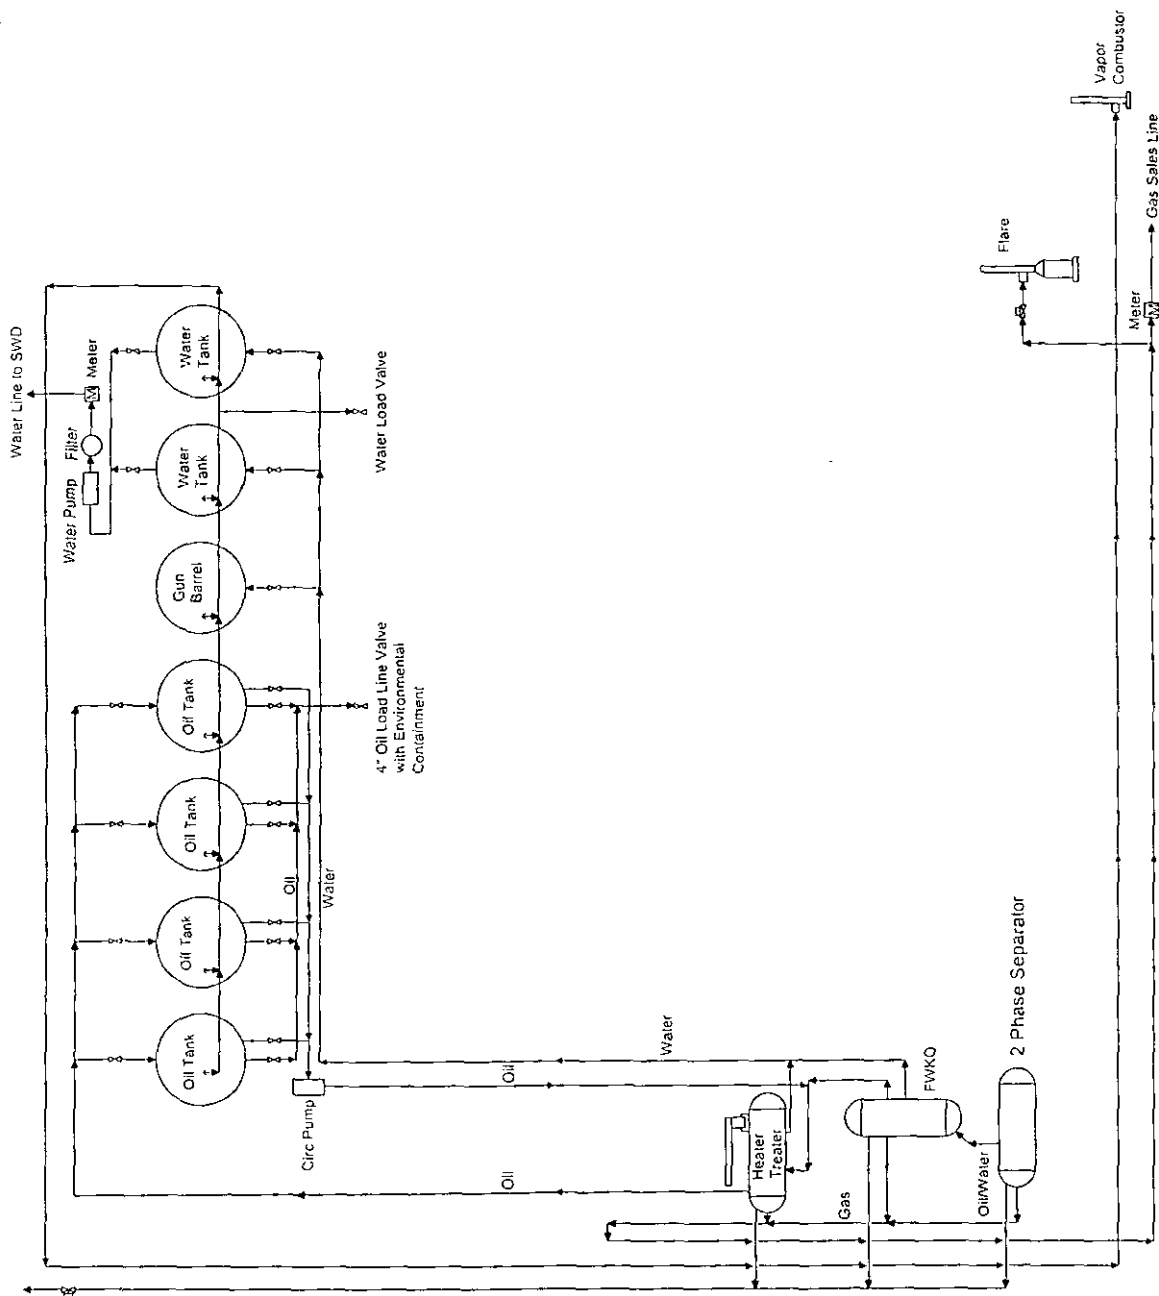 Water Line to SWD
Water Pump
Filter
M
Meter
Oil Tank
Oil Tank
Oil Tank
Oil Tank
Gun
Barrel
Water
Tank
Water
Tank
Oil
Water
4" Oil Load Line Valve
with Environmental
Containment
Water Load Valve
Circ Pump
Oil
Oil
Water
Heater
Treater
Gas
FWKO
Oil/Water
2 Phase Separator
Flare
Vapor
Combustor
Meter
M
Gas Sales Line